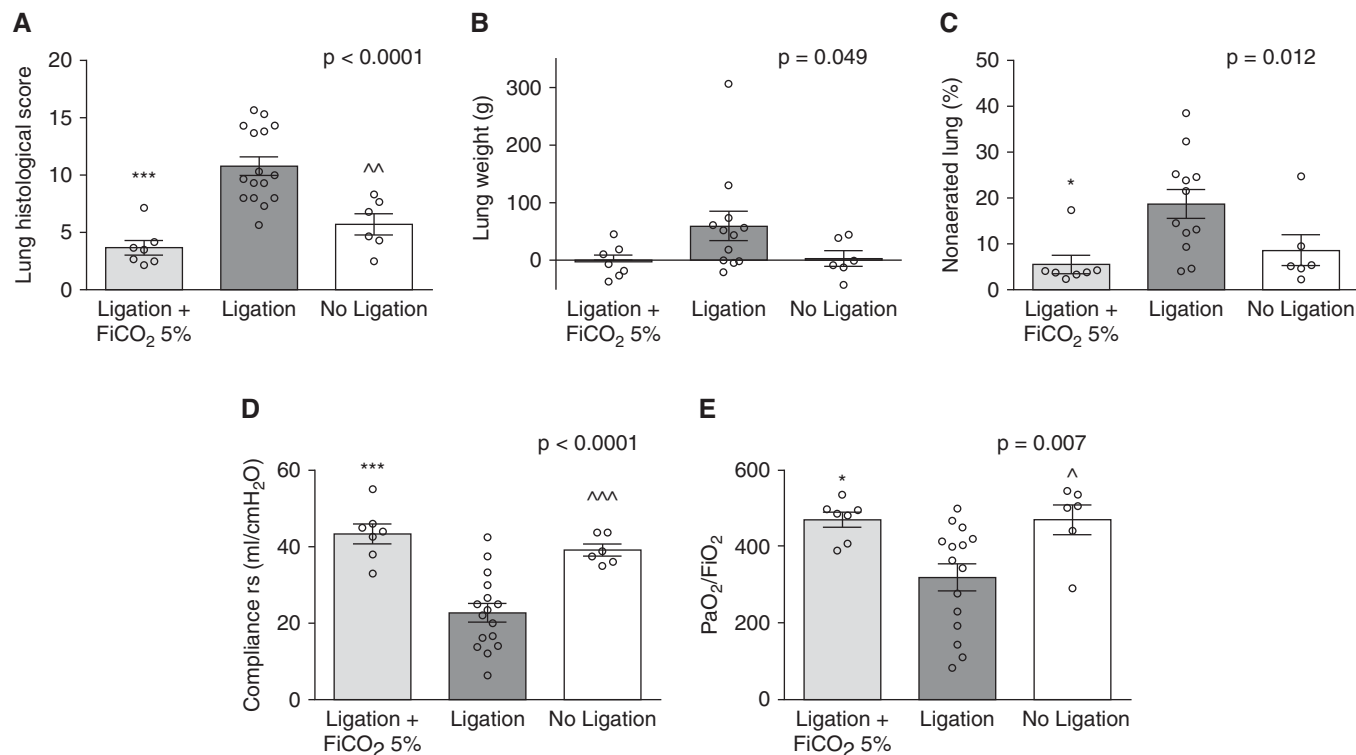 A
p < 0.0001
Lung histological score
20
15
10
5
0
***
^^
Ligation +
FiCO₂ 5%
Ligation
No Ligation
B
p = 0.049
Lung weight (g)
300
200
100
0
Ligation +
FiCO₂ 5%
Ligation
No Ligation
C
p = 0.012
Nonaerated lung (%)
50
40
30
20
10
0
*
Ligation +
FiCO₂ 5%
Ligation
No Ligation
D
p < 0.0001
Compliance rs (ml/cmH₂O)
60
40
20
0
***
^^^
Ligation +
FiCO₂ 5%
Ligation
No Ligation
E
p = 0.007
PaO₂/FiO₂
600
400
200
0
*
^
Ligation +
FiCO₂ 5%
Ligation
No Ligation